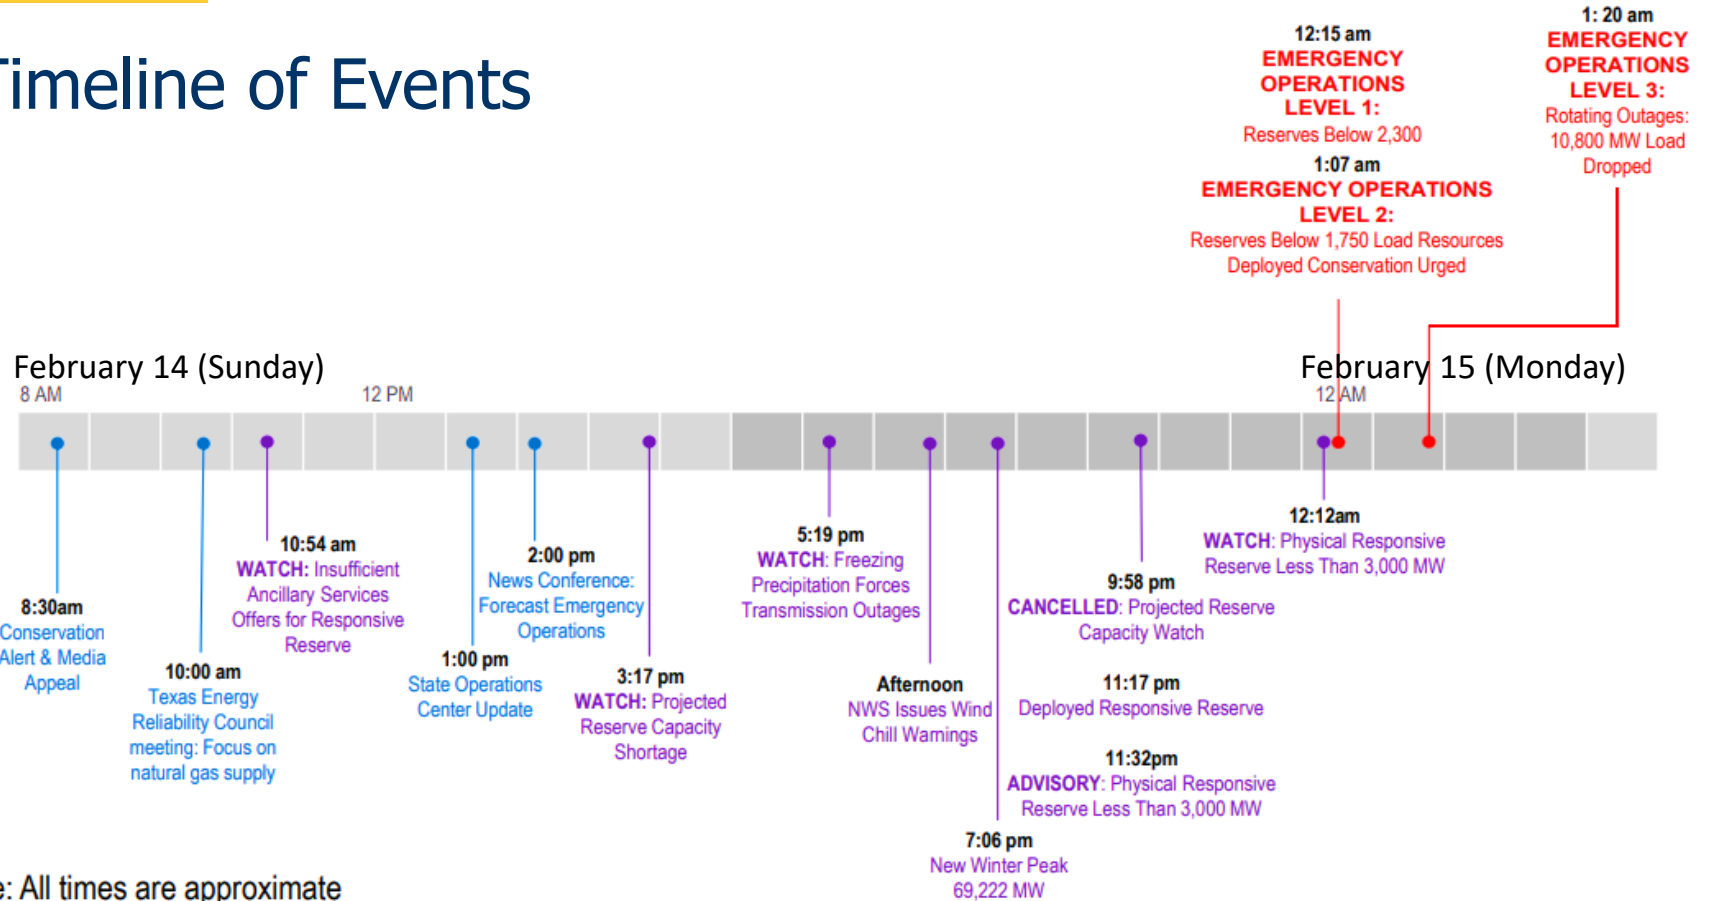 Timeline of Events
12:15 am
EMERGENCY
OPERATIONS
LEVEL 1:
Reserves Below 2,300
1:07 am
EMERGENCY OPERATIONS
LEVEL 2:
Reserves Below 1,750 Load Resources
Deployed Conservation Urged
1: 20 am
EMERGENCY
OPERATIONS
LEVEL 3:
Rotating Outages:
10,800 MW Load
Dropped
February 14 (Sunday)
February 15 (Monday)
8 AM
12 PM
12 AM
8:30am
Conservation
Alert & Media
Appeal
10:00 am
Texas Energy
Reliability Council
meeting: Focus on
natural gas supply
10:54 am
WATCH: Insufficient
Ancillary Services
Offers for Responsive
Reserve
1:00 pm
State Operations
Center Update
2:00 pm
News Conference:
Forecast Emergency
Operations
3:17 pm
WATCH: Projected
Reserve Capacity
Shortage
5:19 pm
WATCH: Freezing
Precipitation Forces
Transmission Outages
Afternoon
NWS Issues Wind
Chill Warnings
7:06 pm
New Winter Peak
69,222 MW
9:58 pm
CANCELLED: Projected Reserve
Capacity Watch
11:17 pm
Deployed Responsive Reserve
11:32pm
ADVISORY: Physical Responsive
Reserve Less Than 3,000 MW
12:12am
WATCH: Physical Responsive
Reserve Less Than 3,000 MW
e: All times are approximate